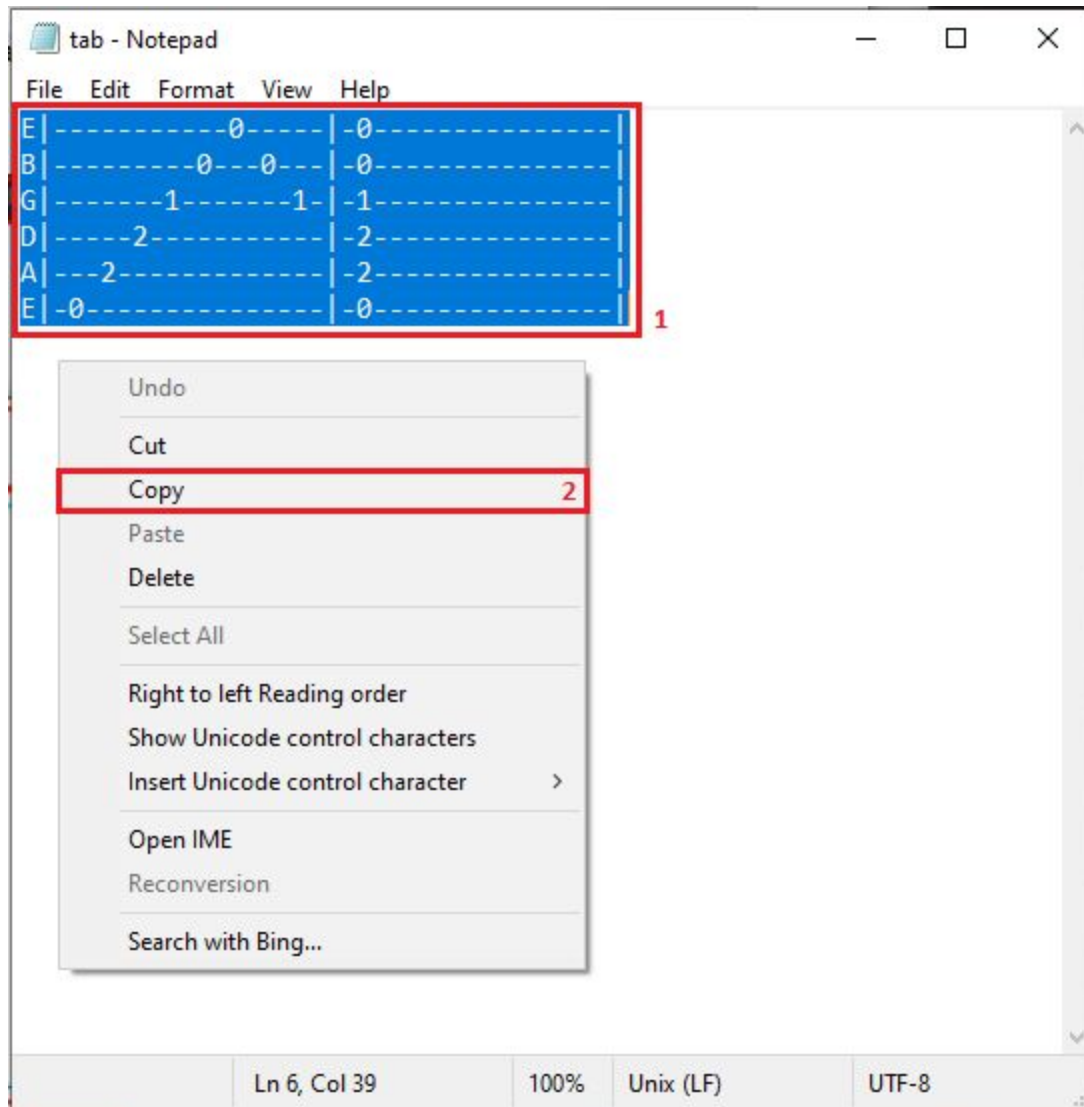 tab - Notepad
File Edit Format View Help
E|-----------0-----|-0---------------|
B|---------0---0---|-0---------------|
G|-------1-------1-|-1---------------|
D|-----2-----------|-2---------------|
A|---2-------------|-2---------------|
E|-0---------------|-0---------------|
1
Undo
Cut
Copy 2
Paste
Delete
Select All
Right to left Reading order
Show Unicode control characters
Insert Unicode control character >
Open IME
Reconversion
Search with Bing...
Ln 6, Col 39 100% Unix (LF) UTF-8